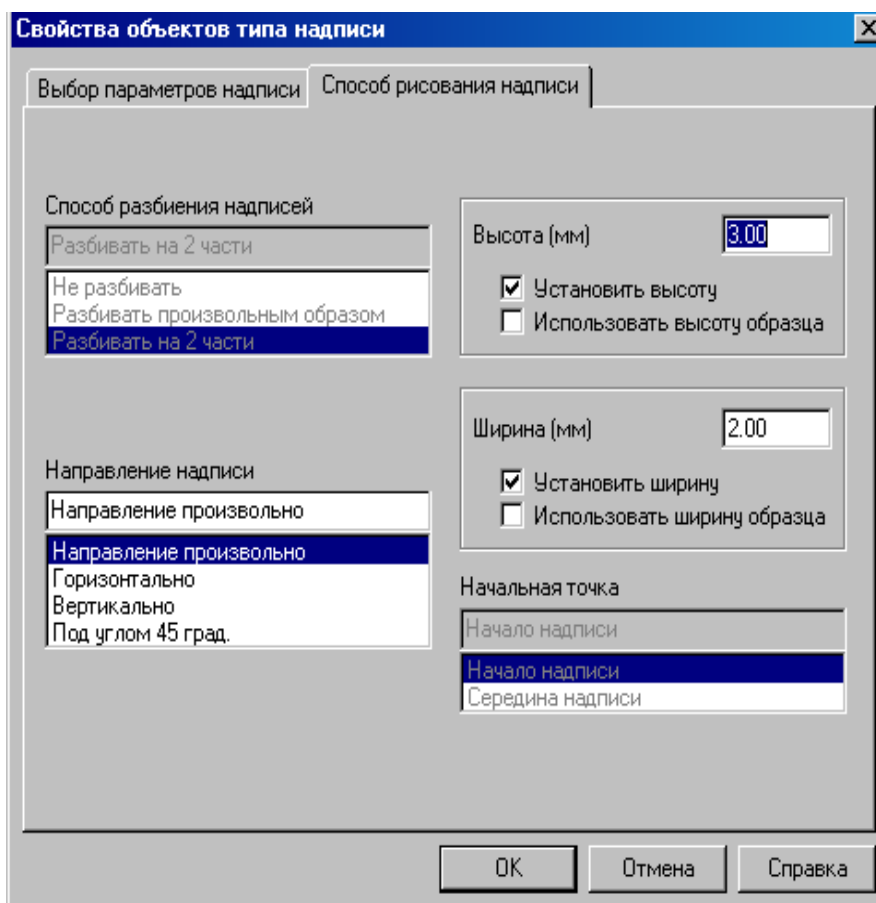 Свойства объектов типа надписи
Выбор параметров надписи
Способ рисования надписи
Способ разбиения надписей
Разбивать на 2 части
Не разбивать
Разбивать произвольным образом
Разбивать на 2 части
Высота (мм)
3.00
Установить высоту
Использовать высоту образца
Ширина (мм)
2.00
Установить ширину
Использовать ширину образца
Направление надписи
Направление произвольно
Направление произвольно
Горизонтально
Вертикально
Под углом 45 град.
Начальная точка
Начало надписи
Начало надписи
Середина надписи
OK
Отмена
Справка